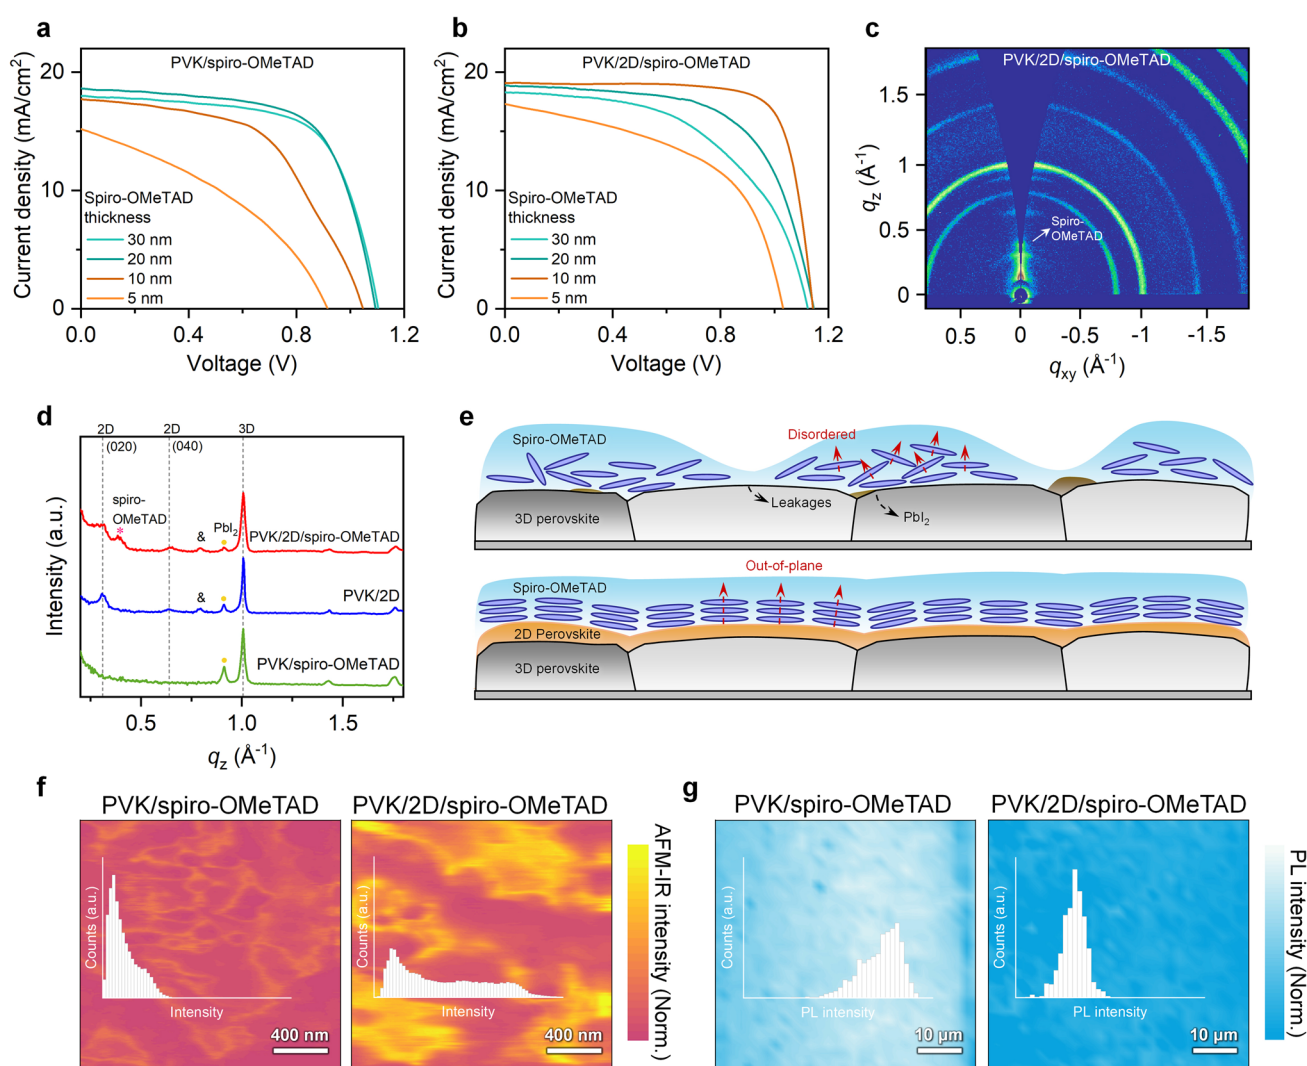 a
PVK/spiro-OMeTAD
Current density (mA/cm²)
20
10
0
Spiro-OMeTAD
thickness
30 nm
20 nm
10 nm
5 nm
0.0
0.4
0.8
1.2
Voltage (V)
b
PVK/2D/spiro-OMeTAD
Current density (mA/cm²)
20
10
0
Spiro-OMeTAD
thickness
30 nm
20 nm
10 nm
5 nm
0.0
0.4
0.8
1.2
Voltage (V)
c
PVK/2D/spiro-OMeTAD
qz (Å⁻¹)
1.5
1
0.5
0
Spiro-
OMeTAD
0.5
0
-0.5
-1
-1.5
qxy (Å⁻¹)
d
2D
(020)
2D
(040)
3D
spiro-
OMeTAD
*
&
PbI₂
PVK/2D/spiro-OMeTAD
&
PVK/2D
PVK/spiro-OMeTAD
Intensity (a.u.)
0.5
1.0
1.5
qz (Å⁻¹)
e
Spiro-OMeTAD
Disordered
Leakages
PbI₂
3D perovskite
Out-of-plane
Spiro-OMeTAD
2D Perovskite
3D perovskite
f
PVK/spiro-OMeTAD
Counts (a.u.)
Intensity
400 nm
PVK/2D/spiro-OMeTAD
Counts (a.u.)
Intensity
400 nm
AFM-IR intensity (Norm.)
g
PVK/spiro-OMeTAD
Counts (a.u.)
PL intensity
10 µm
PVK/2D/spiro-OMeTAD
Counts (a.u.)
PL intensity
10 µm
PL intensity (Norm.)